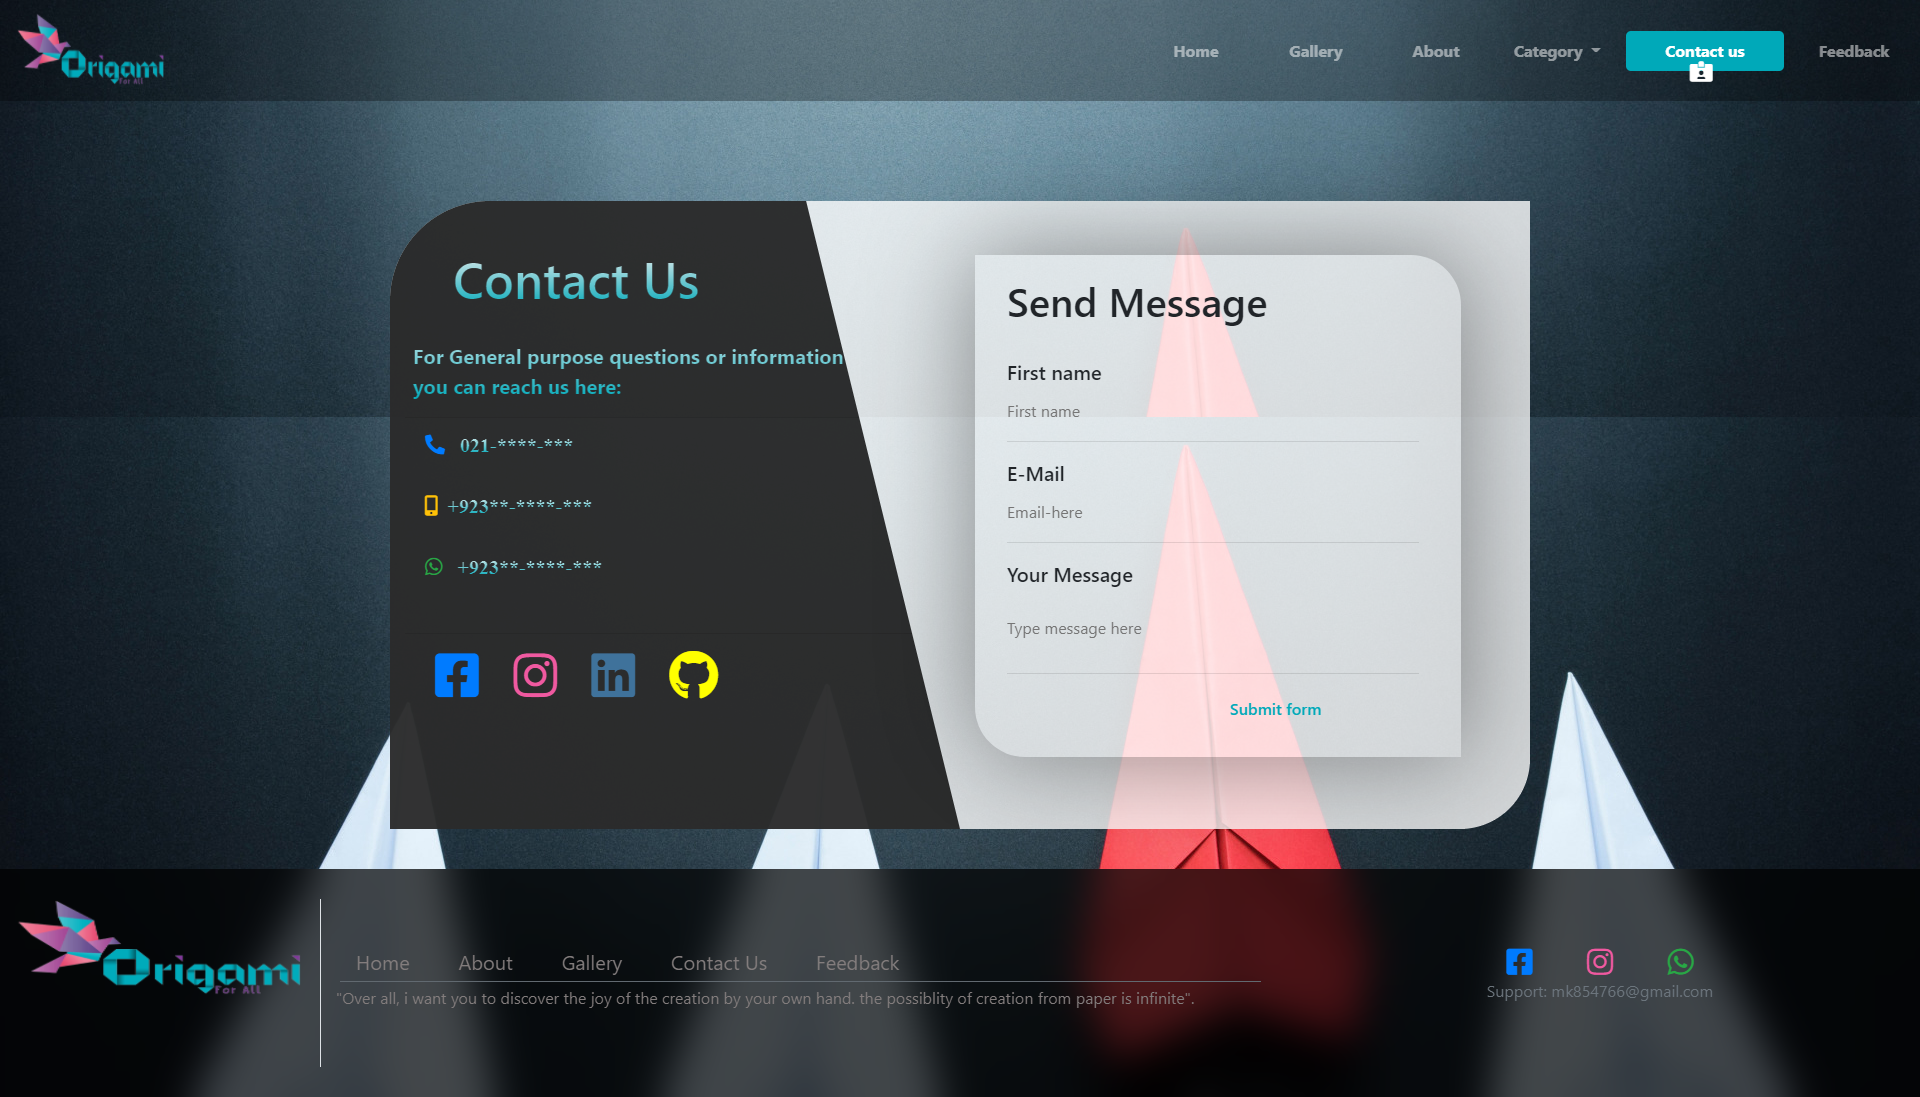 Origami
For All
Home Gallery About Category Contact us Feedback
Contact Us
For General purpose questions or information
you can reach us here:
021-****-***
+923**-****-***
+923**-****-***
Send Message
First name
First name
E-Mail
Email-here
Your Message
Type message here
Submit form
Origami
For All
Home About Gallery Contact Us Feedback
"Over all, i want you to discover the joy of the creation by your own hand. the possiblity of creation from paper is infinite".
Support: mk854766@gmail.com